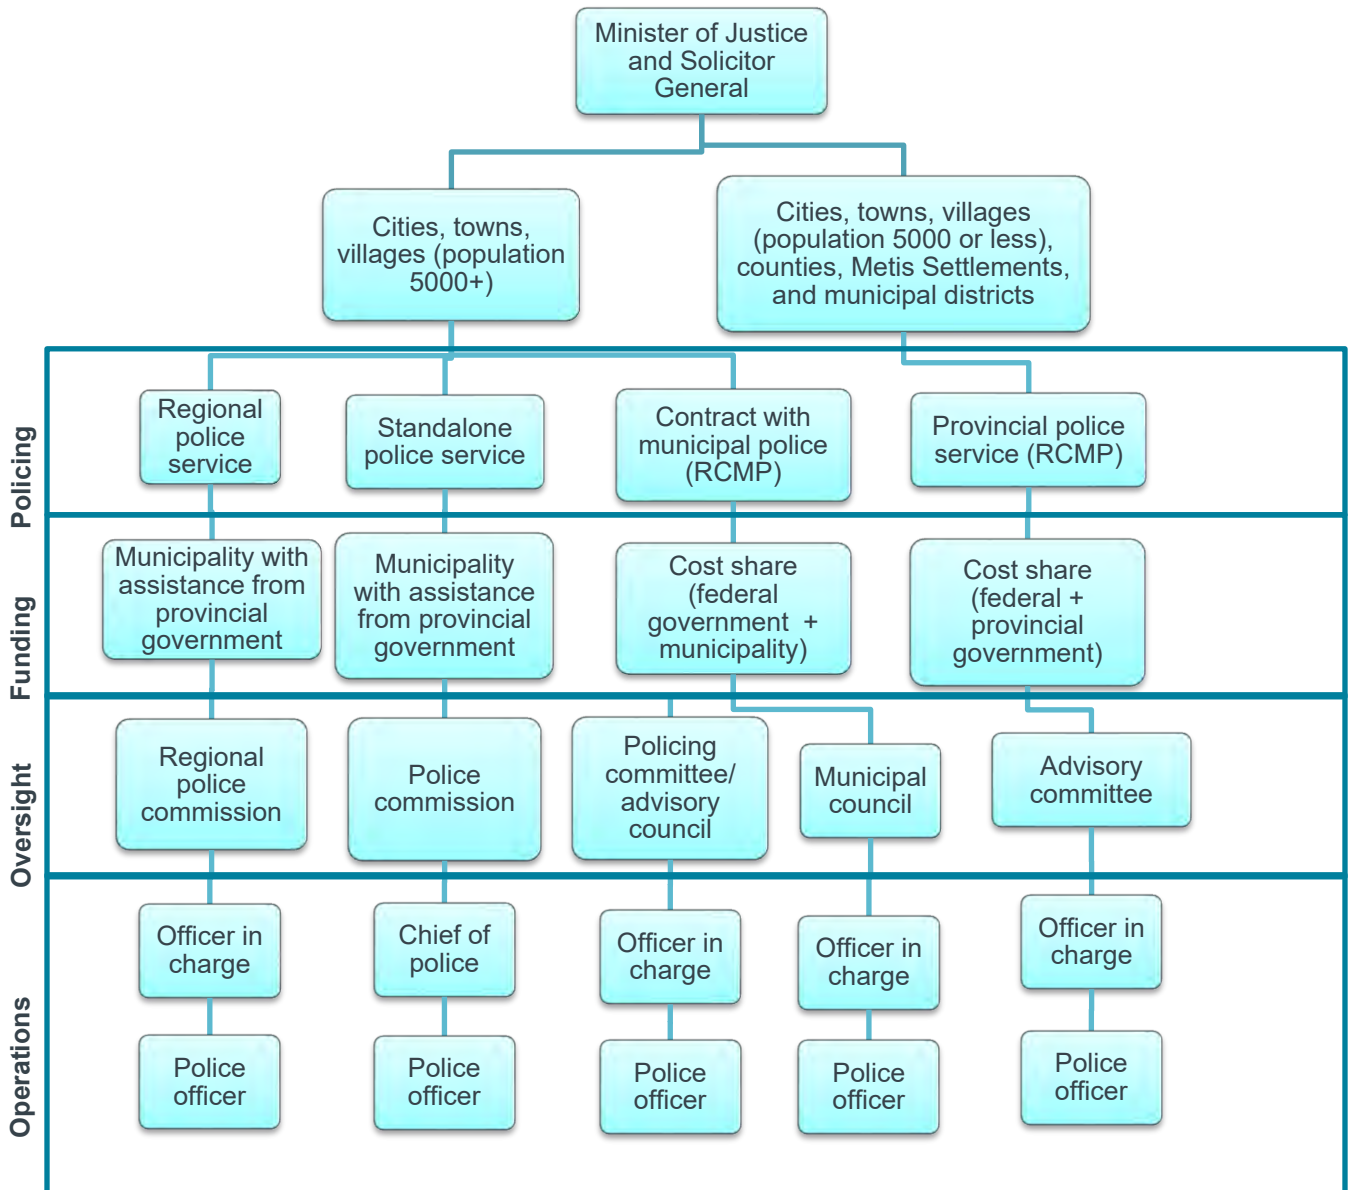 Minister of Justice
and Solicitor
General
Cities, towns,
villages (population
5000+)
Cities, towns, villages
(population 5000 or less),
counties, Metis Settlements,
and municipal districts
Policing
Regional
police
service
Standalone
police service
Contract with
municipal police
(RCMP)
Provincial police
service (RCMP)
Funding
Municipality with
assistance from
provincial
government
Municipality
with assistance
from provincial
government
Cost share
(federal
government +
municipality)
Cost share
(federal +
provincial
government)
Oversight
Regional
police
commission
Police
commission
Policing
committee/
advisory
council
Municipal
council
Advisory
committee
Operations
Officer in
charge
Chief of
police
Officer in
charge
Officer in
charge
Officer in
charge
Police
officer
Police
officer
Police
officer
Police
officer
Police
officer